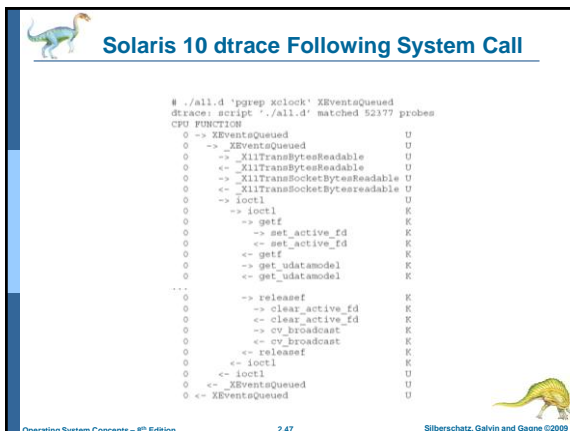 Solaris 10 dtrace Following System Call
# ./all.d 'pgrep xclock' XEventsQueued
dtrace: script './all.d' matched 52377 probes
CPU FUNCTION
0 -> XEventsQueued U
0 -> _XEventsQueued U
0 -> _X11TransBytesReadable U
0 <- _X11TransBytesReadable U
0 -> _X11TransSocketBytesReadable U
0 <- _X11TransSocketBytesreadable U
0 -> ioctl U
0 -> ioctl K
0 -> getf K
0 -> set_active_fd K
0 <- set_active_fd K
0 <- getf K
0 -> get_udatamodel K
0 <- get_udatamodel K
...
0 -> releasef K
0 -> clear_active_fd K
0 <- clear_active_fd K
0 -> cv_broadcast K
0 <- cv_broadcast K
0 <- releasef K
0 <- ioctl K
0 <- ioctl U
0 <- _XEventsQueued U
0 <- XEventsQueued U
Operating System Concepts – 8th Edition 2.47 Silberschatz, Galvin and Gagne ©2009